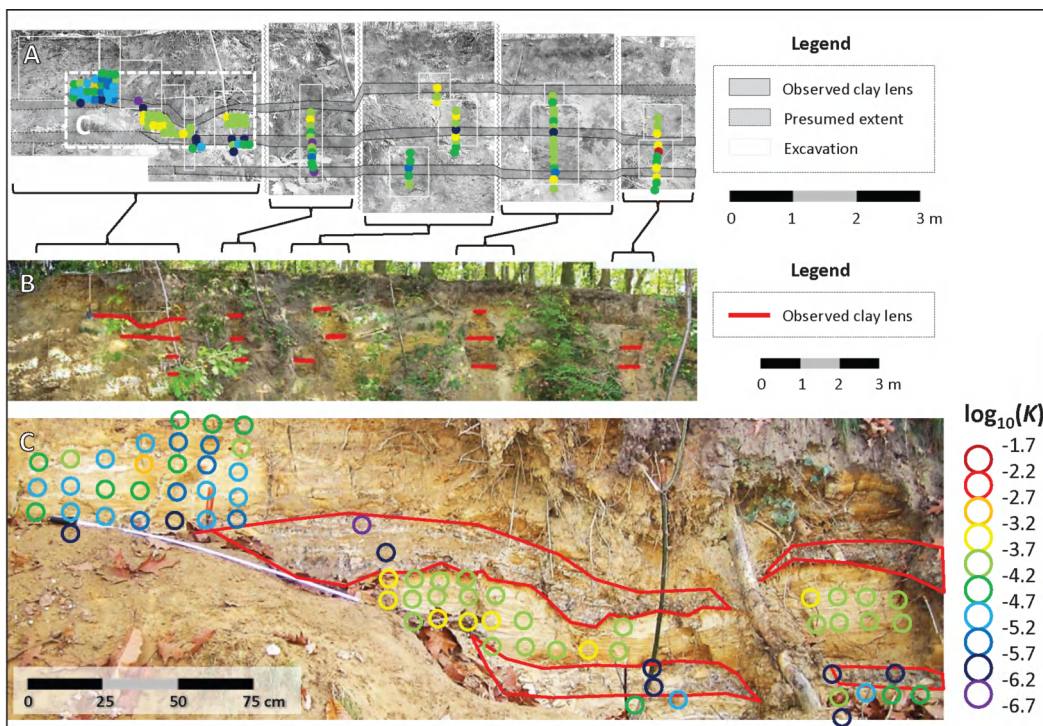 A
C
Legend
Observed clay lens
Presumed extent
Excavation
0 1 2 3 m
B
Legend
Observed clay lens
0 1 2 3 m
C
0 25 50 75 cm
log10(K)
-1.7
-2.2
-2.7
-3.2
-3.7
-4.2
-4.7
-5.2
-5.7
-6.2
-6.7